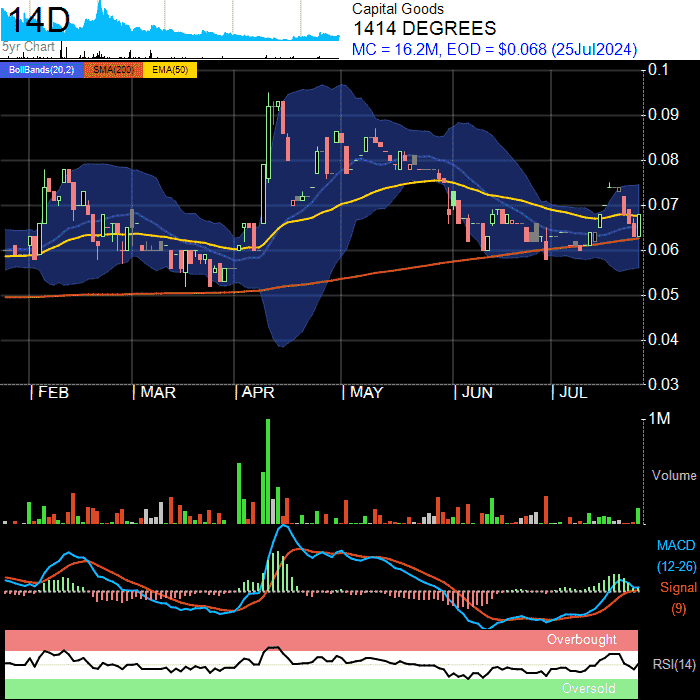 14D
5yr Chart
Capital Goods
1414 DEGREES
MC = 16.2M, EOD = $0.068 (25Jul2024)
BollBands(20,2) SMA(200) EMA(50)
0.1
0.09
0.08
0.07
0.06
0.05
0.04
0.03
FEB MAR APR MAY JUN JUL
1M
Volume
MACD
(12-26)
Signal
(9)
Overbought
RSI(14)
Oversold